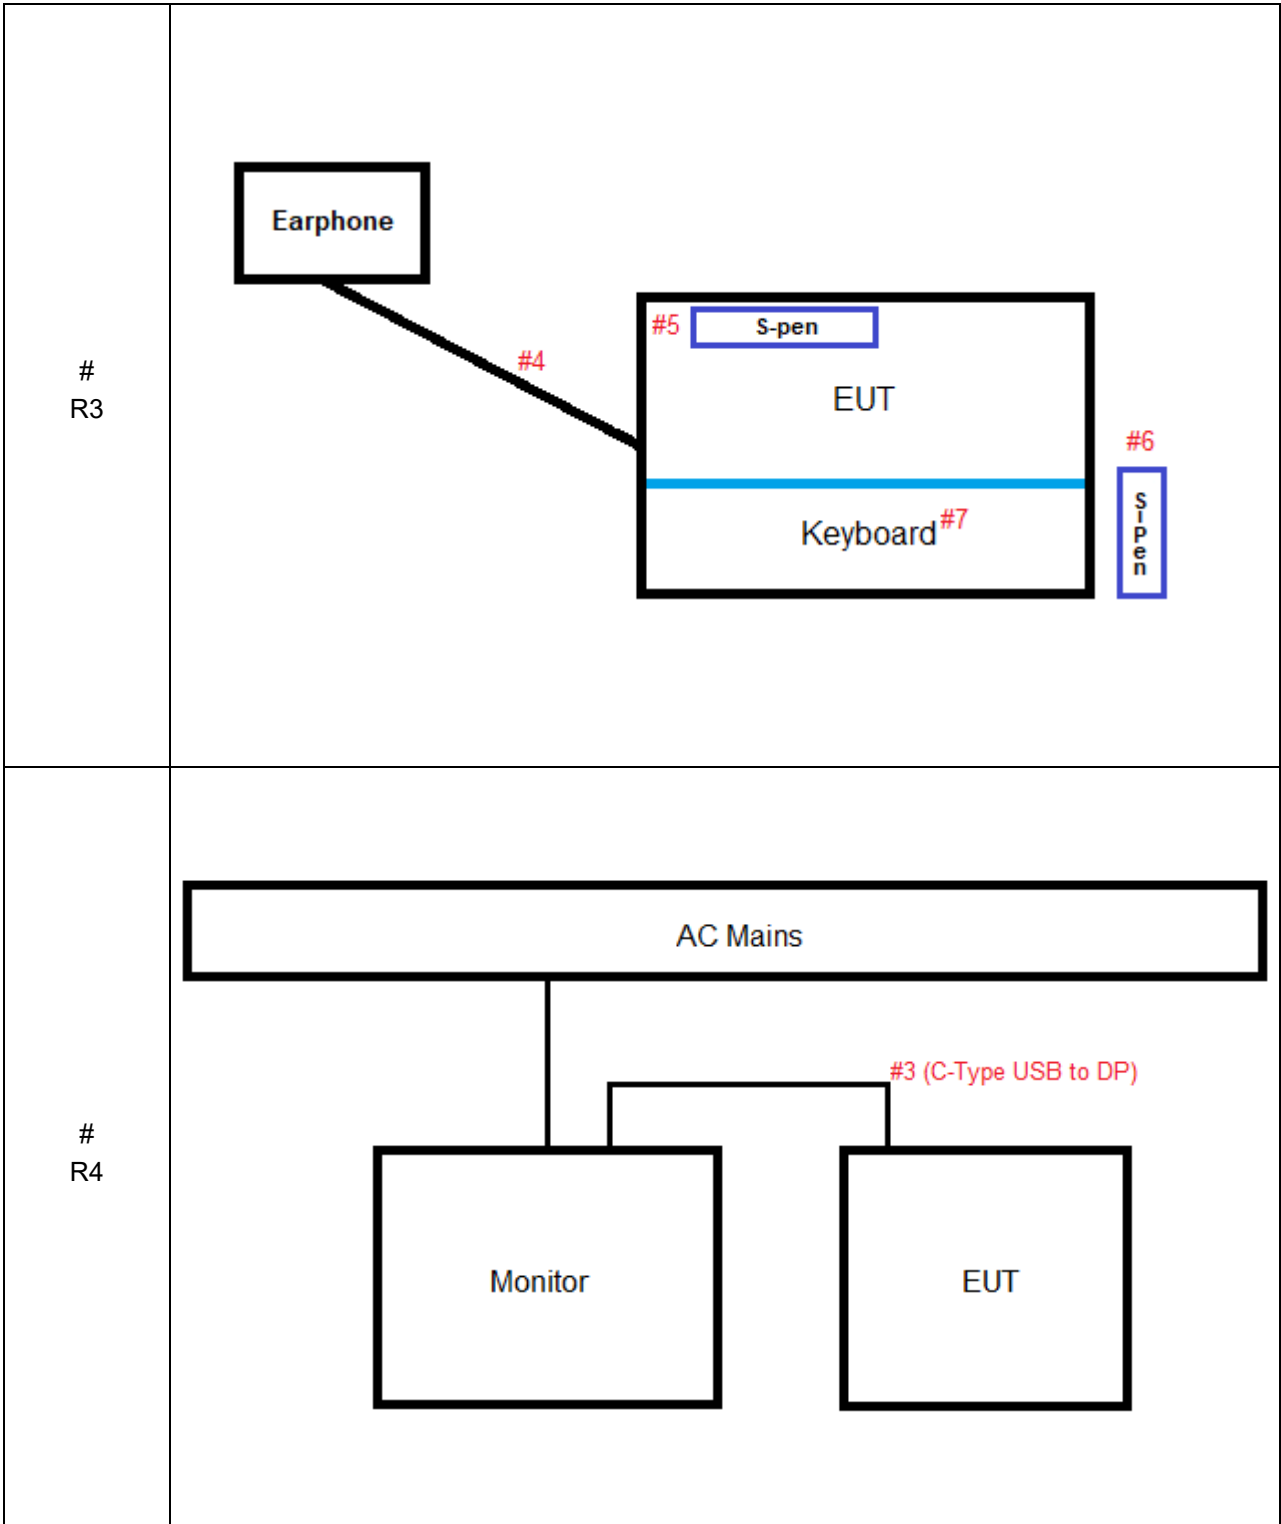 #
R3
Earphone
#4
#5
S-pen
EUT
#6
S-Pen
Keyboard#7
#
R4
AC Mains
#3 (C-Type USB to DP)
Monitor
EUT